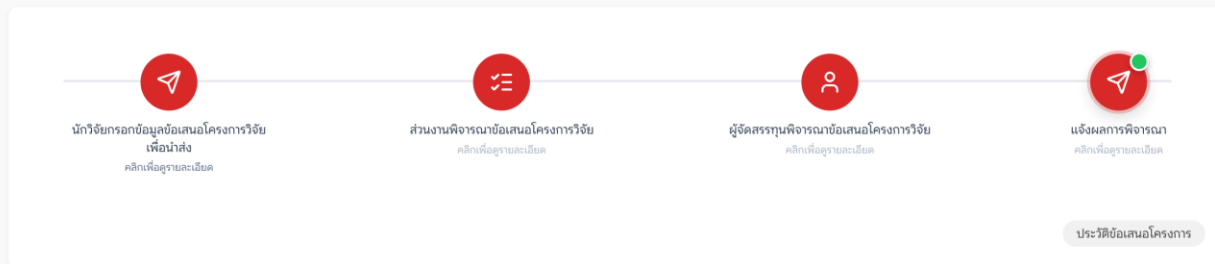 นักวิจัยกรอกข้อมูลข้อเสนอโครงการวิจัย
เพื่อนำส่ง
คลิกเพื่อดูรายละเอียด
ส่วนงานพิจารณาข้อเสนอโครงการวิจัย
คลิกเพื่อดูรายละเอียด
ผู้จัดสรรทุนพิจารณาข้อเสนอโครงการวิจัย
คลิกเพื่อดูรายละเอียด
แจ้งผลการพิจารณา
คลิกเพื่อดูรายละเอียด
ประวัติข้อเสนอโครงการ